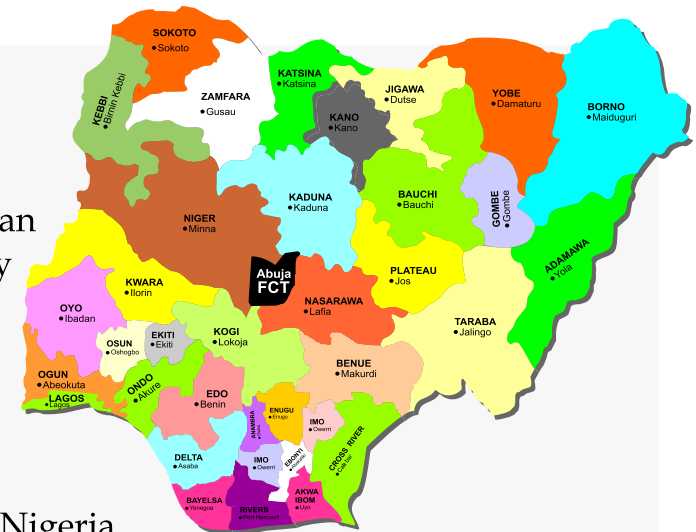 SOKOTO
Sokoto
KATSINA
Katsina
KEBBI
Birnin Kebbi
ZAMFARA
Gusau
KANO
Kano
JIGAWA
Dutse
YOBE
Damaturu
BORNO
Maiduguri
an
y
NIGER
Minna
KADUNA
Kaduna
BAUCHI
Bauchi
GOMBE
Gombe
ADAMAWA
Yola
Abuja
FCT
KWARA
Ilorin
PLATEAU
Jos
NASARAWA
Lafia
TARABA
Jalingo
OYO
Ibadan
OSUN
Oshogbo
EKITI
Ekiti
KOGI
Lokoja
BENUE
Makurdi
OGUN
Abeokuta
LAGOS
Lagos
ONDO
Akure
EDO
Benin
ANAMBRA
ENUGU
Enugu
IMO
Owerri
CROSS RIVER
DELTA
Asaba
IMO
Owerri
EBONYI
BAYELSA
Yenegoa
RIVERS
Port Harcourt
AKWA
IBOM
Uyo
Nigeria